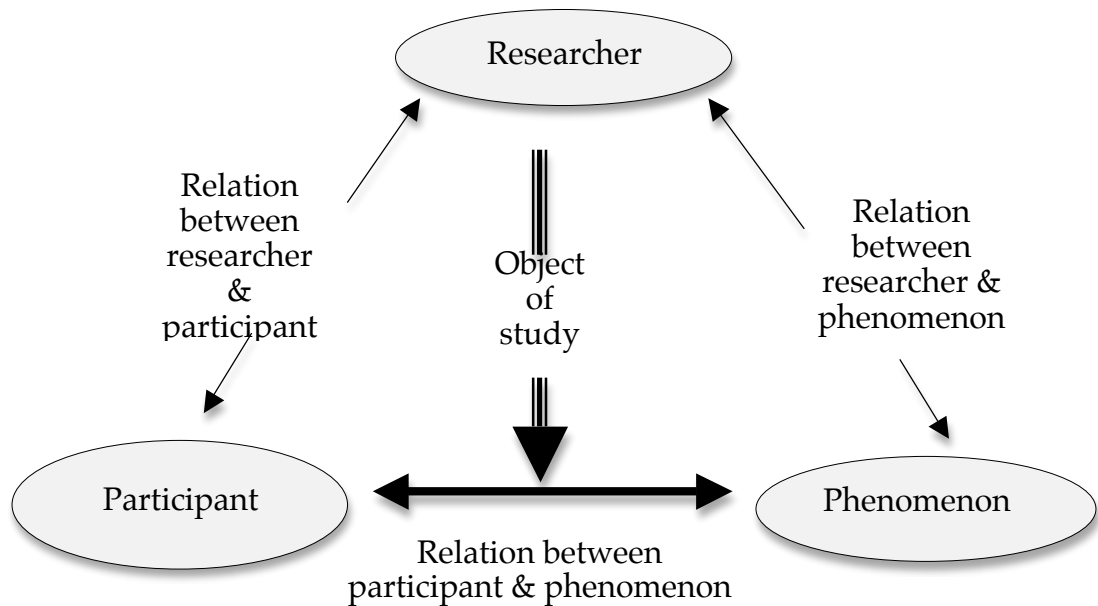 Researcher
Relation
between
researcher
&
participant
Object
of
study
Relation
between
researcher &
phenomenon
Participant
Phenomenon
Relation between
participant & phenomenon